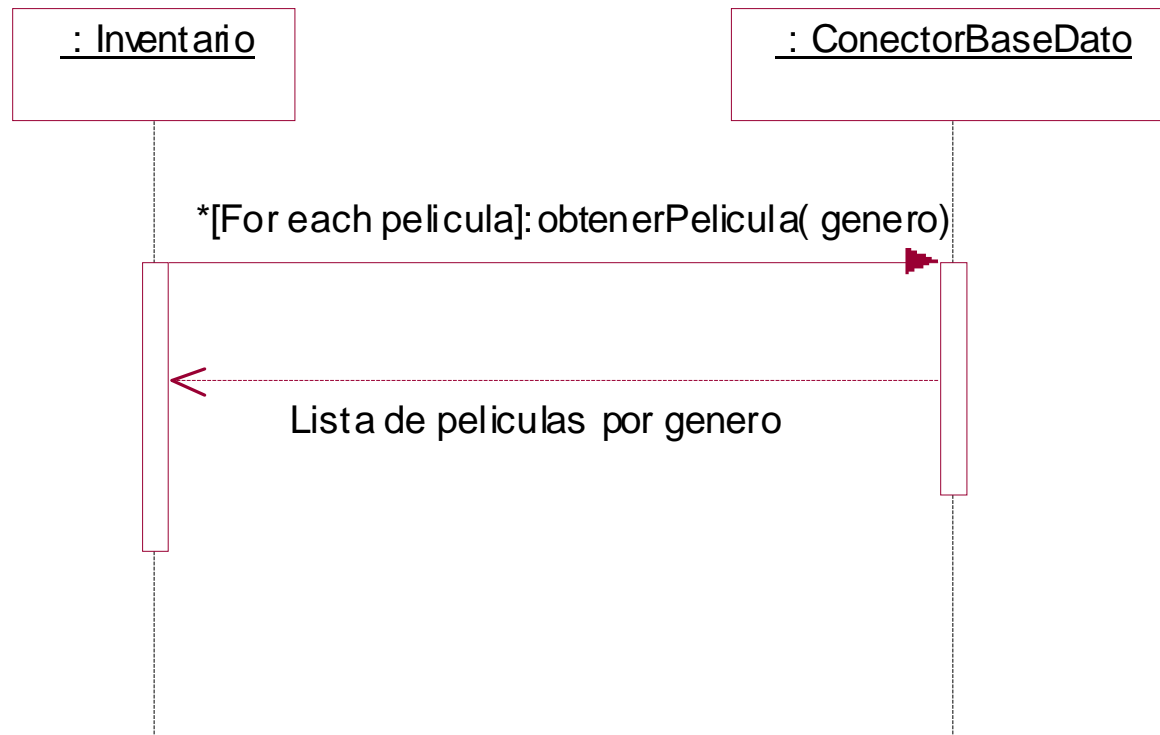 : Inventario
: ConectorBaseDato
*[For each pelicula]:obtenerPelicula( genero)
Lista de peliculas por genero